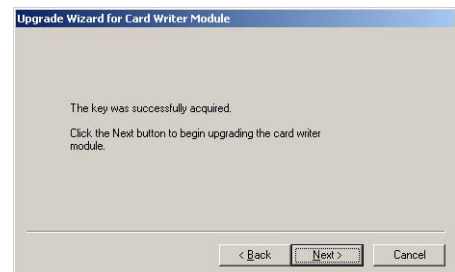 Upgrade Wizard for Card Writer Module
The key was successfully acquired.
Click the Next button to begin upgrading the card writer
module.
< Back Next > Cancel